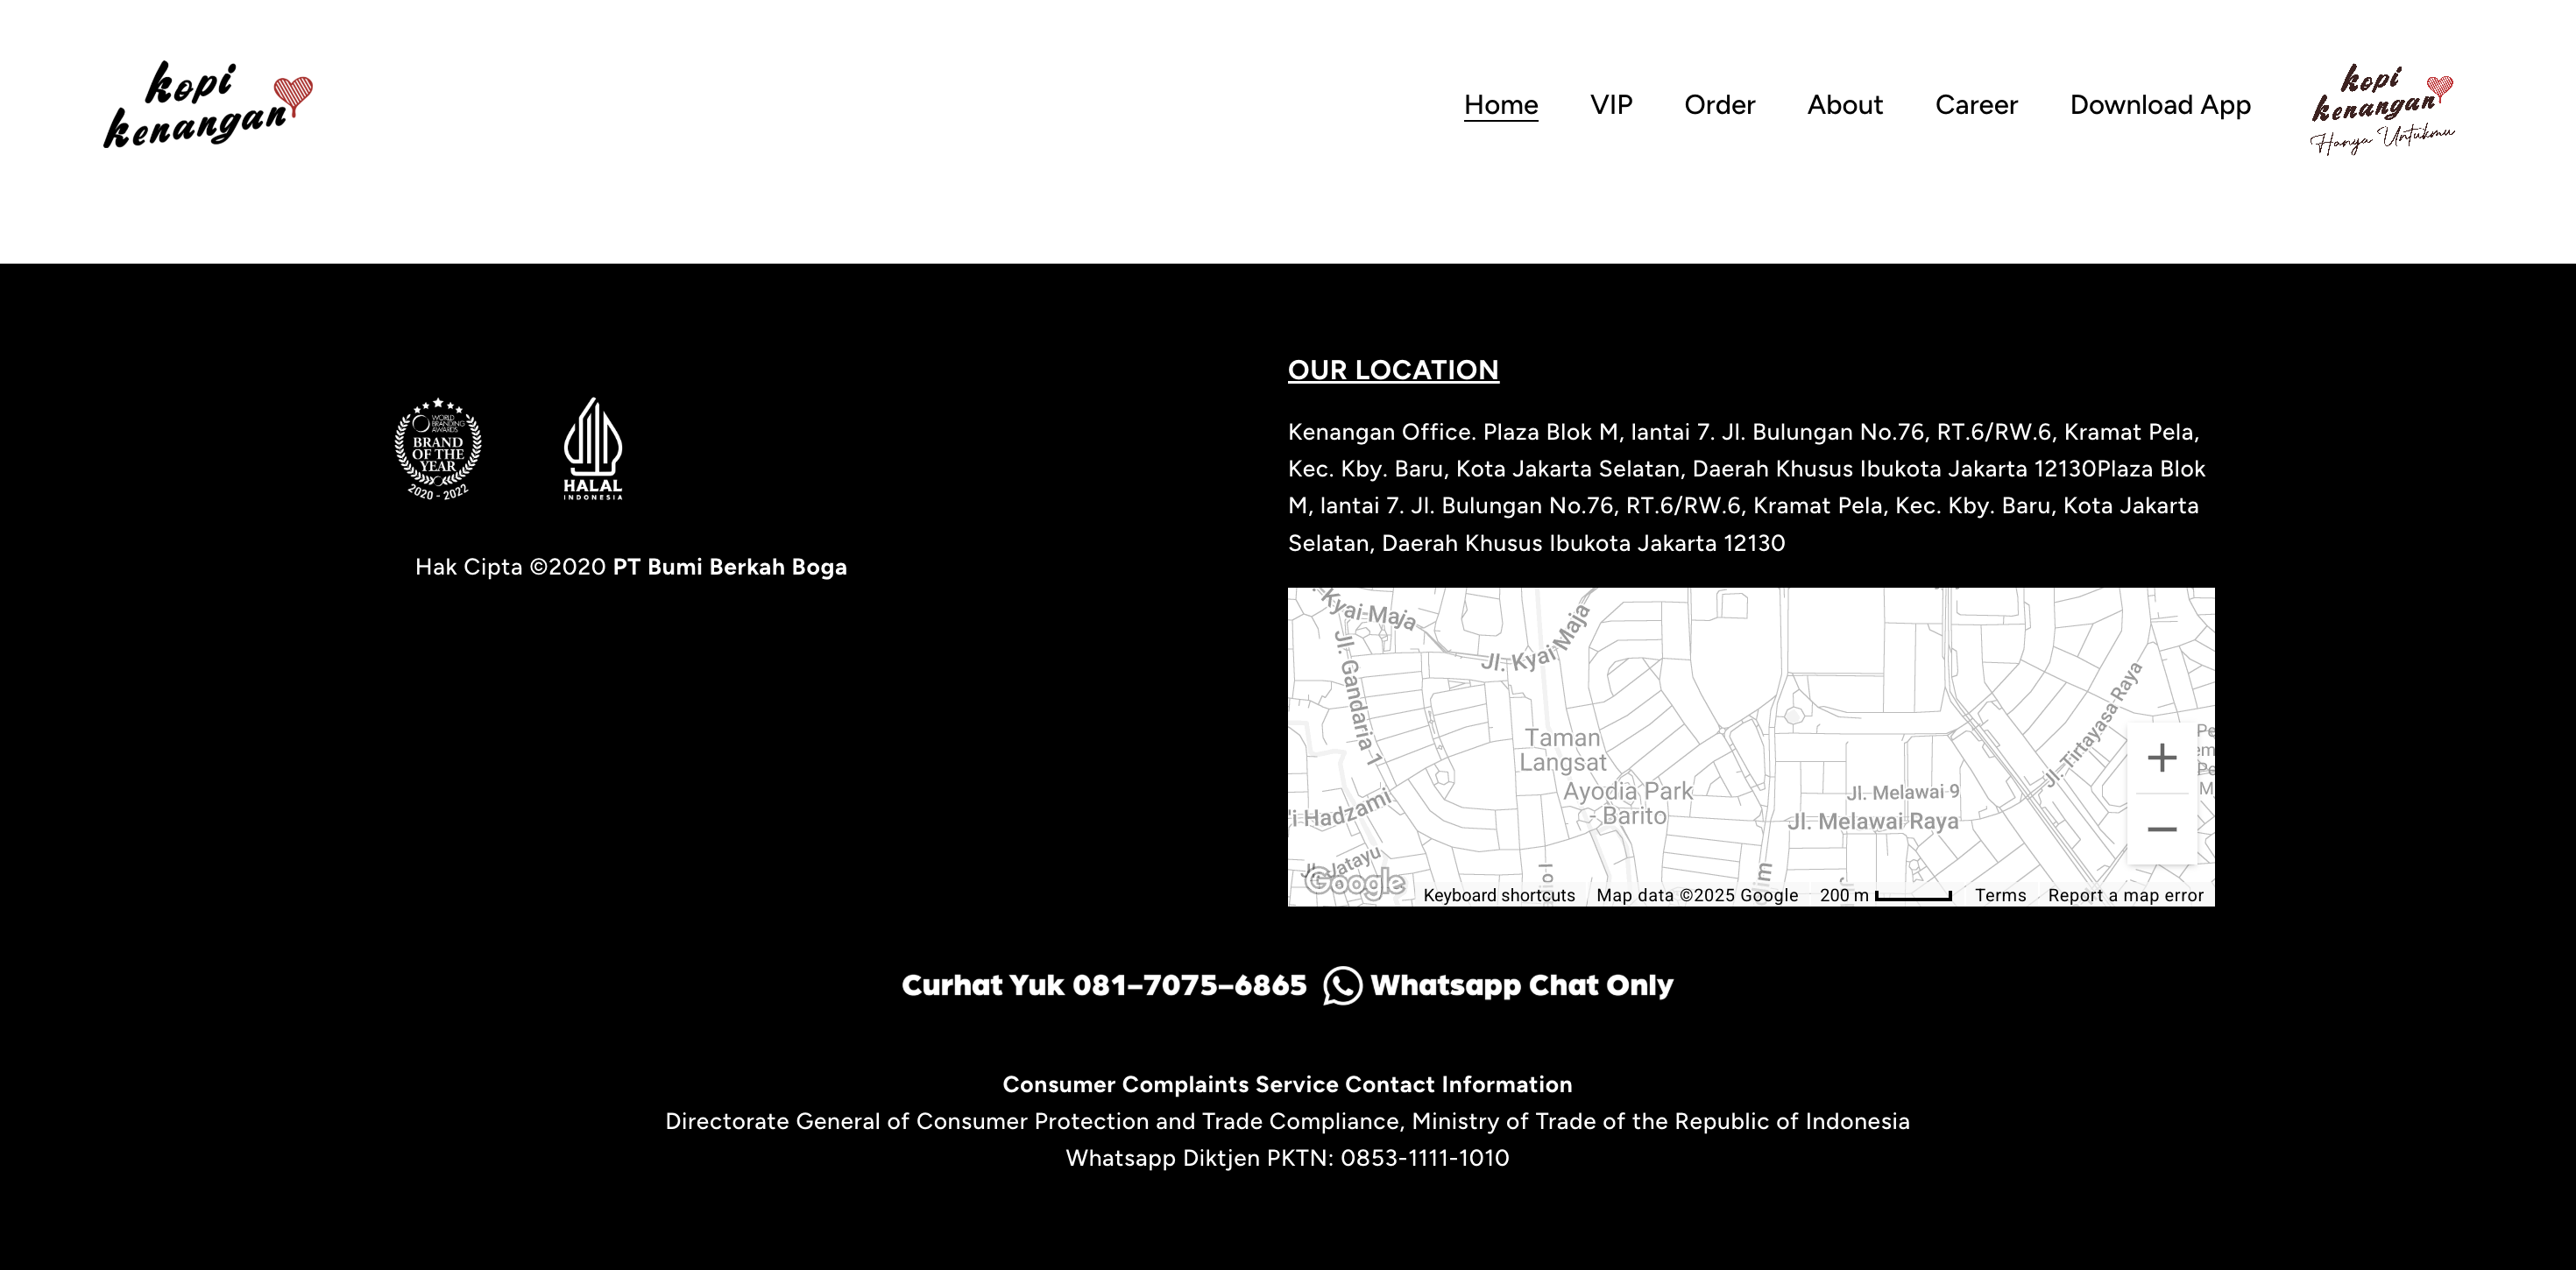 kopi
kenangan
Home VIP Order About Career Download App
kopi
kenangan
Hanya Untukmu
WORLD
BRANDING
AWARDS
BRAND
OF THE
YEAR
2020 - 2022
HALAL
INDONESIA
Hak Cipta ©2020 PT Bumi Berkah Boga
OUR LOCATION
Kenangan Office. Plaza Blok M, lantai 7. Jl. Bulungan No.76, RT.6/RW.6, Kramat Pela,
Kec. Kby. Baru, Kota Jakarta Selatan, Daerah Khusus Ibukota Jakarta 12130Plaza Blok
M, lantai 7. Jl. Bulungan No.76, RT.6/RW.6, Kramat Pela, Kec. Kby. Baru, Kota Jakarta
Selatan, Daerah Khusus Ibukota Jakarta 12130
Kyai Maja
Jl. Kyai Maja
Jl. Gandaria 1
Jl. Tirtayasa Raya
Taman
Langsat
Ayodia Park
- Barito
Jl. Melawai 9
Jl. Melawai Raya
'i Hadzami
Jl. Jatayu
Google
Keyboard shortcuts Map data ©2025 Google 200 m Terms Report a map error
Curhat Yuk 081-7075-6865 Whatsapp Chat Only
Consumer Complaints Service Contact Information
Directorate General of Consumer Protection and Trade Compliance, Ministry of Trade of the Republic of Indonesia
Whatsapp Diktjen PKTN: 0853-1111-1010